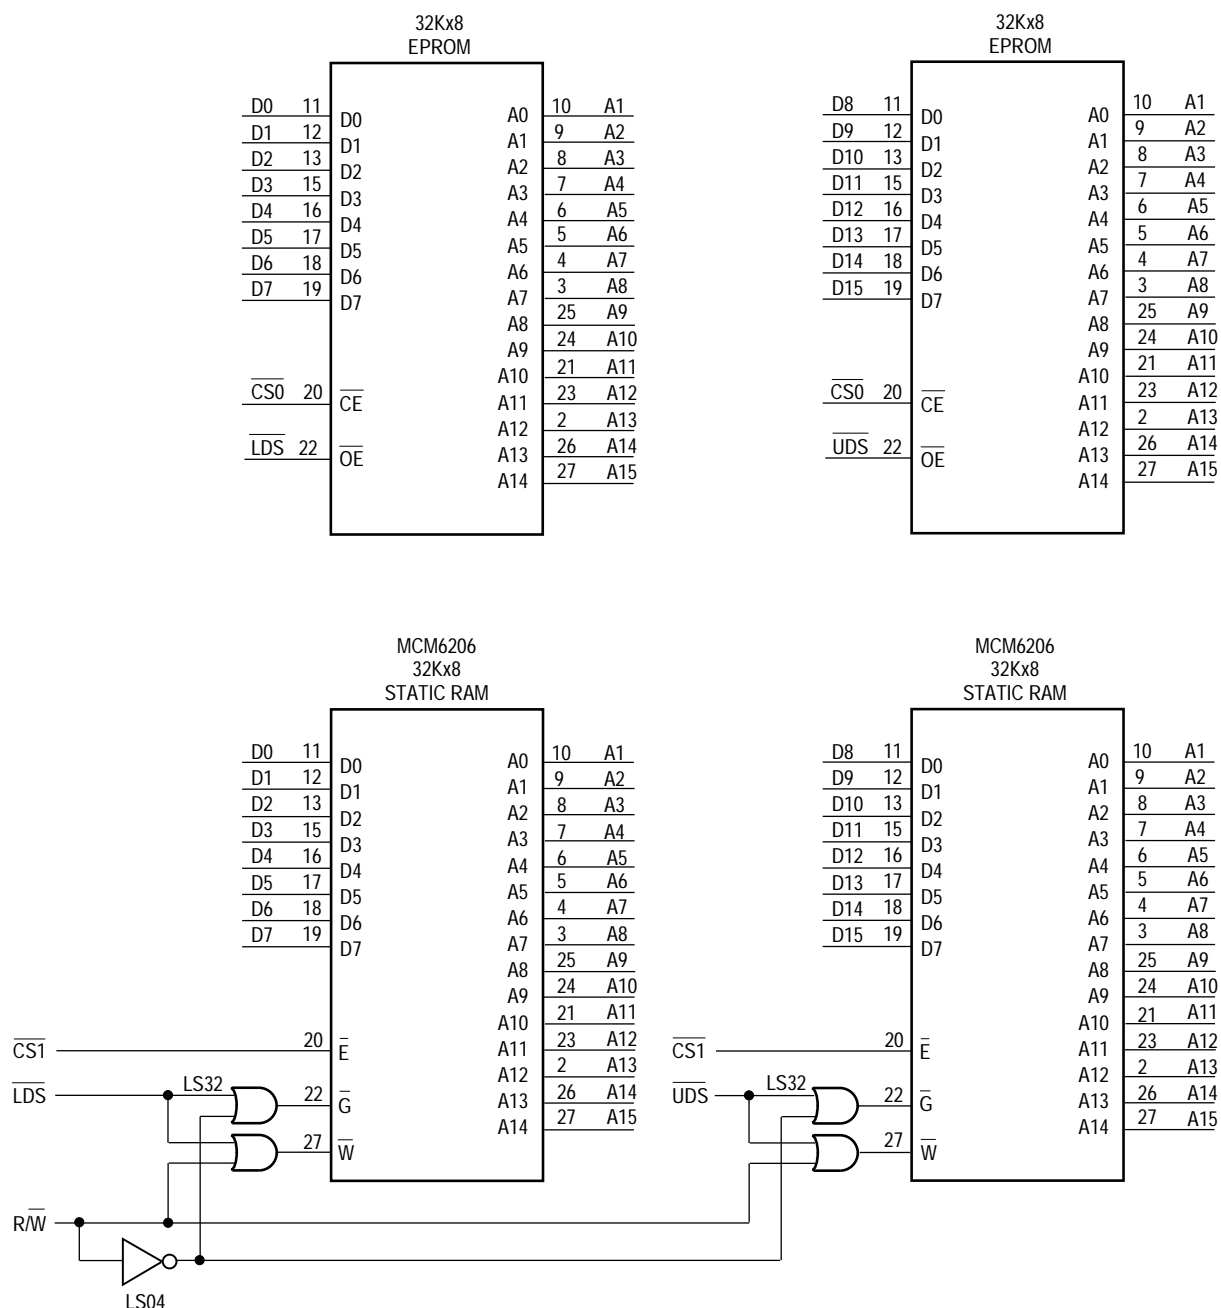 32Kx8
EPROM
D0 11 D0 A0 10 A1
D1 12 D1 A1 9 A2
D2 13 D2 A2 8 A3
D3 15 D3 A3 7 A4
D4 16 D4 A4 6 A5
D5 17 D5 A5 5 A6
D6 18 D6 A6 4 A7
D7 19 D7 A7 3 A8
A8 25 A9
A9 24 A10
A10 21 A11
CS0 20 CE A11 23 A12
A12 2 A13
LDS 22 OE A13 26 A14
A14 27 A15
32Kx8
EPROM
D8 11 D0 A0 10 A1
D9 12 D1 A1 9 A2
D10 13 D2 A2 8 A3
D11 15 D3 A3 7 A4
D12 16 D4 A4 6 A5
D13 17 D5 A5 5 A6
D14 18 D6 A6 4 A7
D15 19 D7 A7 3 A8
A8 25 A9
A9 24 A10
A10 21 A11
CS0 20 CE A11 23 A12
A12 2 A13
UDS 22 OE A13 26 A14
A14 27 A15
MCM6206
32Kx8
STATIC RAM
D0 11 D0 A0 10 A1
D1 12 D1 A1 9 A2
D2 13 D2 A2 8 A3
D3 15 D3 A3 7 A4
D4 16 D4 A4 6 A5
D5 17 D5 A5 5 A6
D6 18 D6 A6 4 A7
D7 19 D7 A7 3 A8
A8 25 A9
A9 24 A10
A10 21 A11
CS1 20 E A11 23 A12
A12 2 A13
LDS LS32 22 G A13 26 A14
A14 27 A15
27 W
MCM6206
32Kx8
STATIC RAM
D8 11 D0 A0 10 A1
D9 12 D1 A1 9 A2
D10 13 D2 A2 8 A3
D11 15 D3 A3 7 A4
D12 16 D4 A4 6 A5
D13 17 D5 A5 5 A6
D14 18 D6 A6 4 A7
D15 19 D7 A7 3 A8
A8 25 A9
A9 24 A10
A10 21 A11
CS1 20 E A11 23 A12
A12 2 A13
UDS LS32 22 G A13 26 A14
A14 27 A15
27 W
R/W
LS04